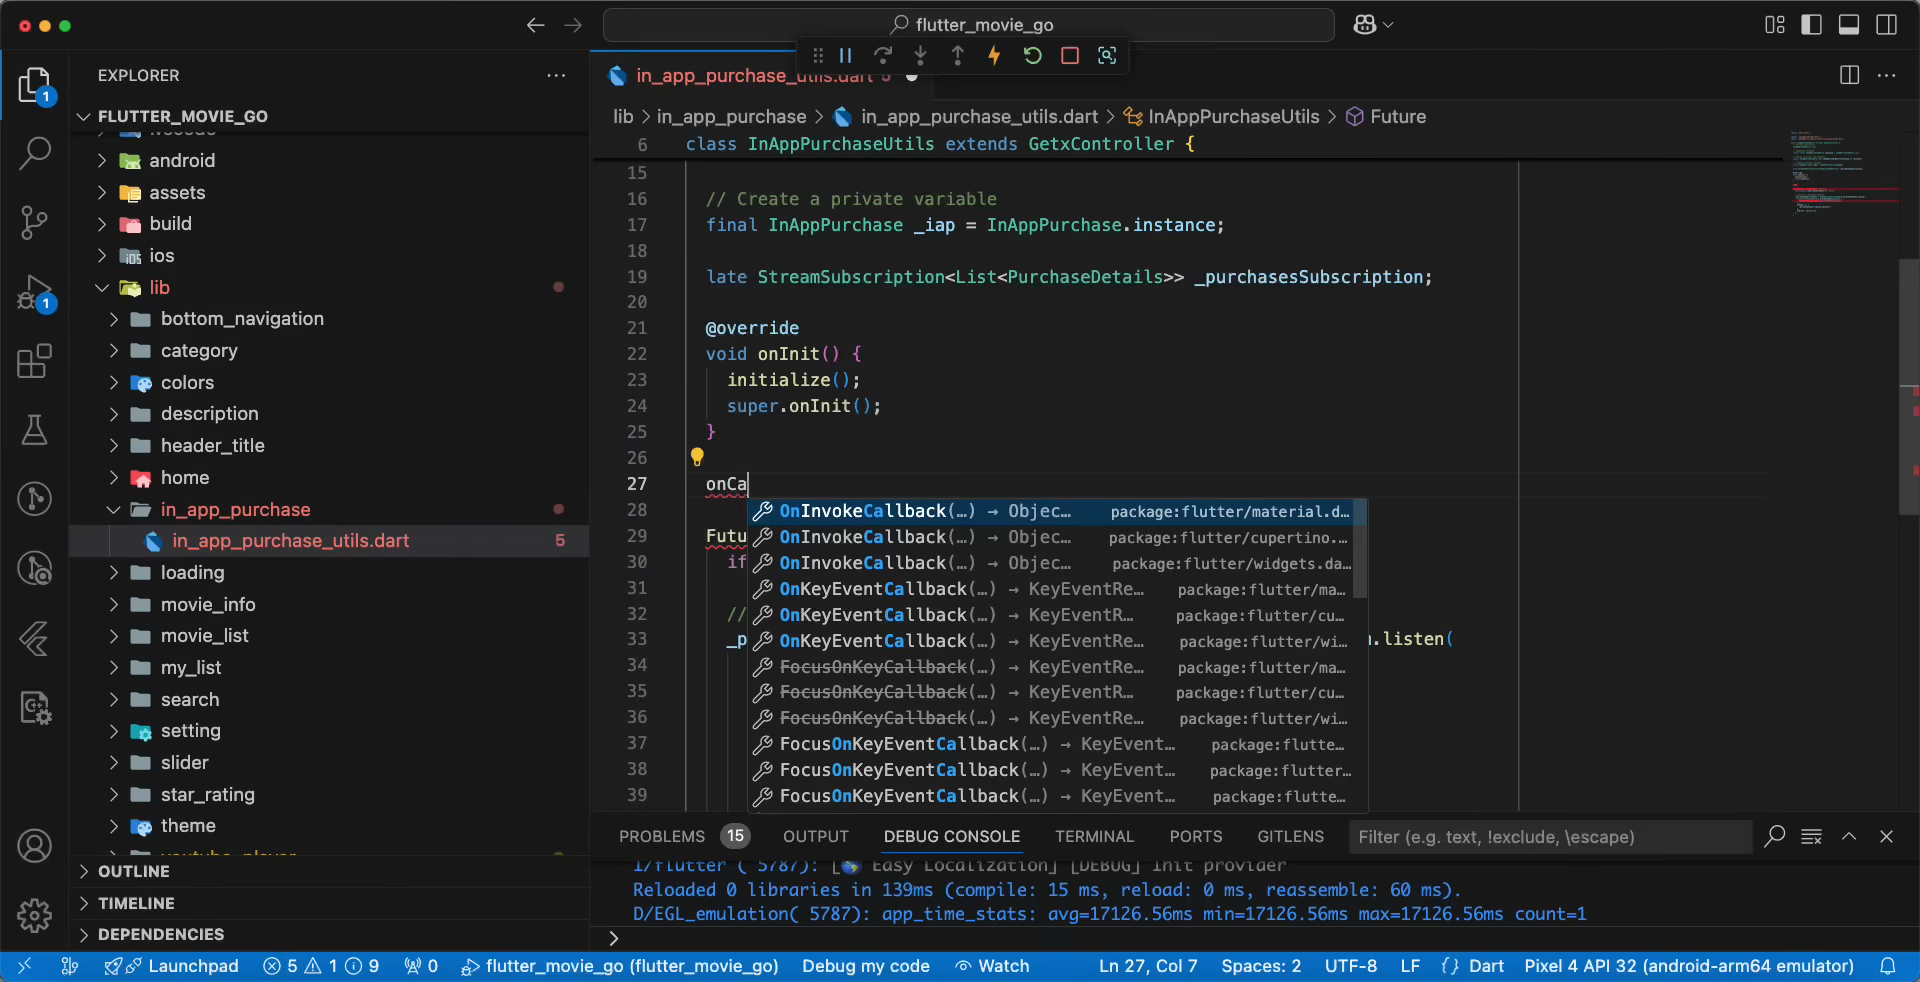 flutter_movie_go
EXPLORER
in_app_purchase_utils.dart 5
1
FLUTTER_MOVIE_GO
lib > in_app_purchase > in_app_purchase_utils.dart > InAppPurchaseUtils > Future
6 class InAppPurchaseUtils extends GetxController {
android
assets
build
ios
lib
bottom_navigation
category
colors
description
header_title
home
in_app_purchase
in_app_purchase_utils.dart 5
loading
movie_info
movie_list
my_list
search
setting
slider
star_rating
theme
OUTLINE
TIMELINE
DEPENDENCIES
1
15
16 // Create a private variable
17 final InAppPurchase _iap = InAppPurchase.instance;
18
19 late StreamSubscription<List<PurchaseDetails>> _purchasesSubscription;
20
21 @override
22 void onInit() {
23 initialize();
24 super.onInit();
25 }
26
27 onCa
28 OnInvokeCallback(…) → Objec… package:flutter/material.d…
29 Futu OnInvokeCallback(…) → Objec… package:flutter/cupertino.…
30 if OnInvokeCallback(…) → Objec… package:flutter/widgets.da…
31 OnKeyEventCallback(…) → KeyEventRe… package:flutter/ma…
32 // OnKeyEventCallback(…) → KeyEventR… package:flutter/cu…
33 _p OnKeyEventCallback(…) → KeyEventRe… package:flutter/wi… .listen(
34 FocusOnKeyCallback(…) → KeyEventRe… package:flutter/ma…
35 FocusOnKeyCallback(…) → KeyEventR… package:flutter/cu…
36 FocusOnKeyCallback(…) → KeyEventRe… package:flutter/wi…
37 FocusOnKeyEventCallback(…) → KeyEvent… package:flutte…
38 FocusOnKeyEventCallback(…) → KeyEvent… package:flutter…
39 FocusOnKeyEventCallback(…) → KeyEvent… package:flutte…
PROBLEMS 15 OUTPUT DEBUG CONSOLE TERMINAL PORTS GITLENS Filter (e.g. text, !exclude, \escape)
I/flutter ( 5787): [🌎 Easy Localization] [DEBUG] Init provider
Reloaded 0 libraries in 139ms (compile: 15 ms, reload: 0 ms, reassemble: 60 ms).
D/EGL_emulation( 5787): app_time_stats: avg=17126.56ms min=17126.56ms max=17126.56ms count=1
>
Launchpad 5 1 9 0 flutter_movie_go (flutter_movie_go) Debug my code Watch Ln 27, Col 7 Spaces: 2 UTF-8 LF {} Dart Pixel 4 API 32 (android-arm64 emulator)